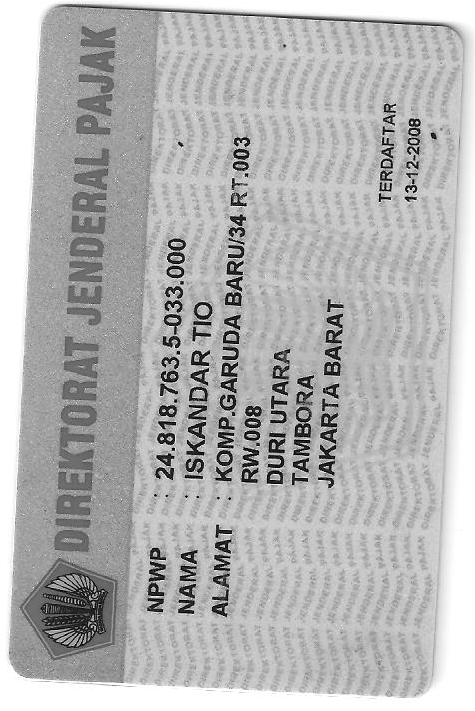 DIREKTORAT JENDERAL PAJAK
NPWP : 24.818.763.5-033.000
NAMA : ISKANDAR TIO
ALAMAT : KOMP.GARUDA BARU/34 RT.003
RW.008
DURI UTARA
TAMBORA
JAKARTA BARAT
TERDAFTAR
13-12-2008